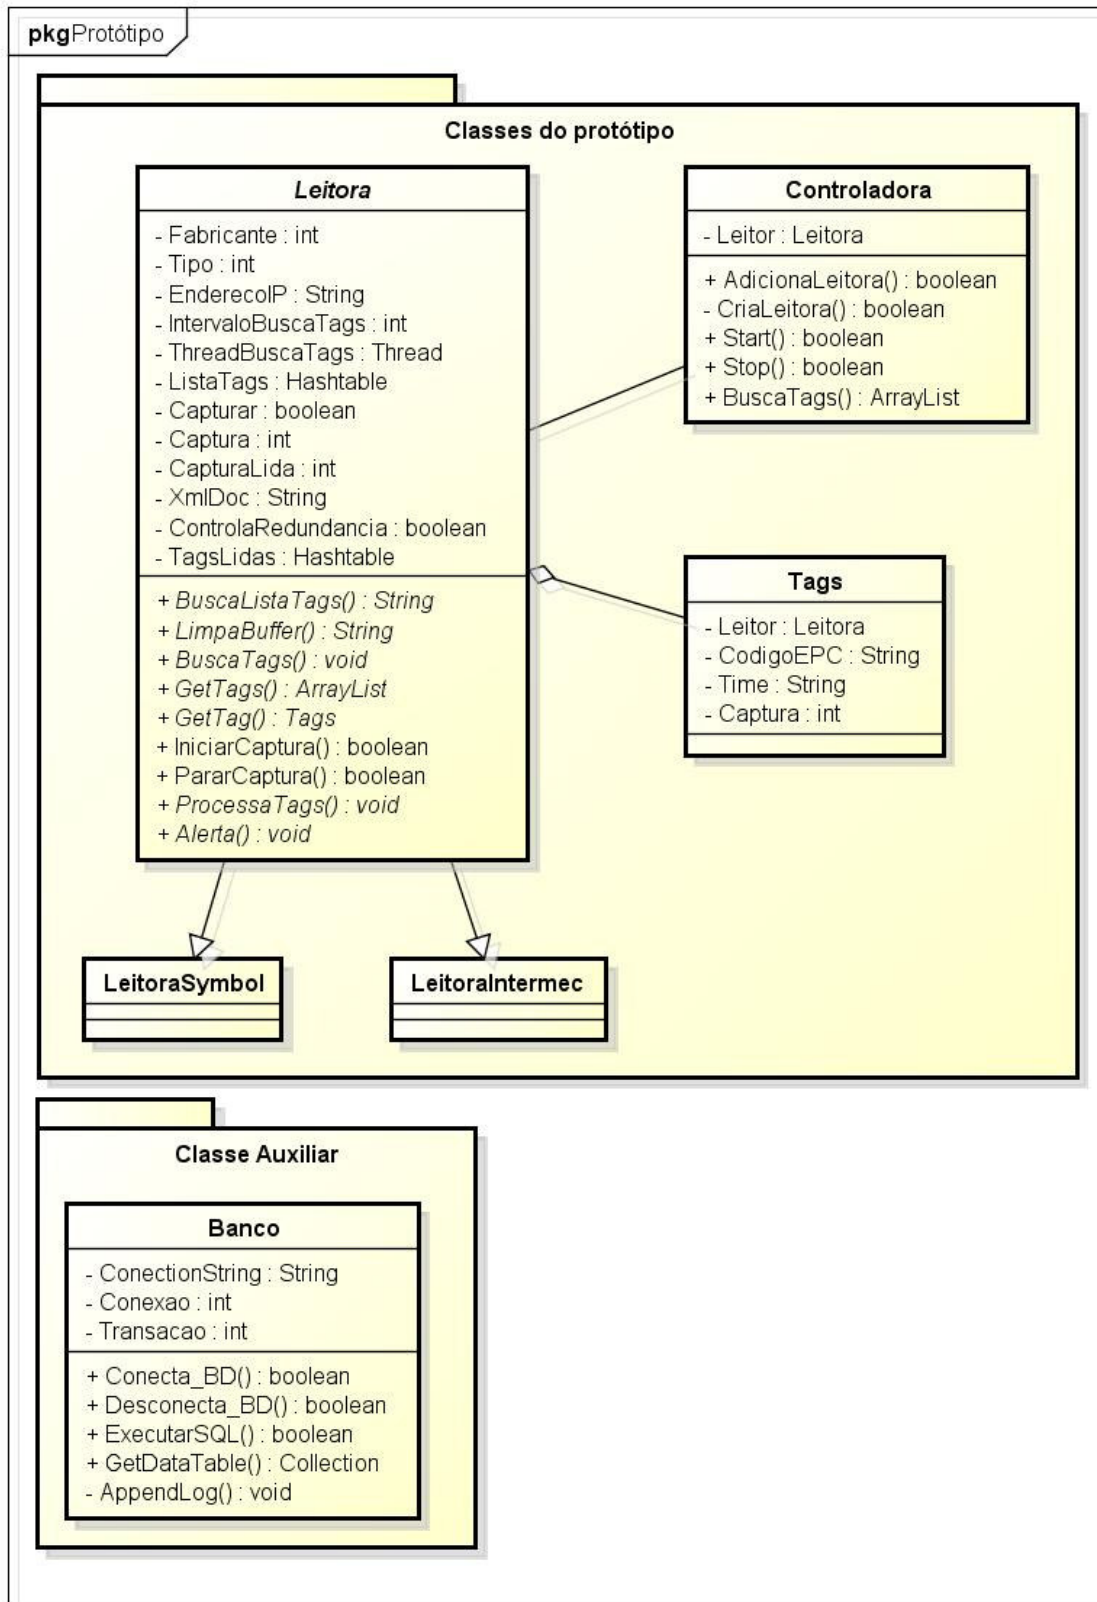 pkg Protótipo
Classes do protótipo
Leitora
- Fabricante : int
- Tipo : int
- EnderecoIP : String
- IntervaloBuscaTags : int
- ThreadBuscaTags : Thread
- ListaTags : Hashtable
- Capturar : boolean
- Captura : int
- CapturaLida : int
- XmlDoc : String
- ControlaRedundancia : boolean
- TagsLidas : Hashtable
+ BuscaListaTags() : String
+ LimpaBuffer() : String
+ BuscaTags() : void
+ GetTags() : ArrayList
+ GetTag() : Tags
+ IniciarCaptura() : boolean
+ PararCaptura() : boolean
+ ProcessaTags() : void
+ Alerta() : void
Controladora
- Leitor : Leitora
+ AdicionaLeitora() : boolean
- CriaLeitora() : boolean
+ Start() : boolean
+ Stop() : boolean
+ BuscaTags() : ArrayList
Tags
- Leitor : Leitora
- CodigoEPC : String
- Time : String
- Captura : int
LeitoraSymbol
LeitoraIntermec
Classe Auxiliar
Banco
- ConectionString : String
- Conexao : int
- Transacao : int
+ Conecta_BD() : boolean
+ Desconecta_BD() : boolean
+ ExecutarSQL() : boolean
+ GetDataTable() : Collection
- AppendLog() : void